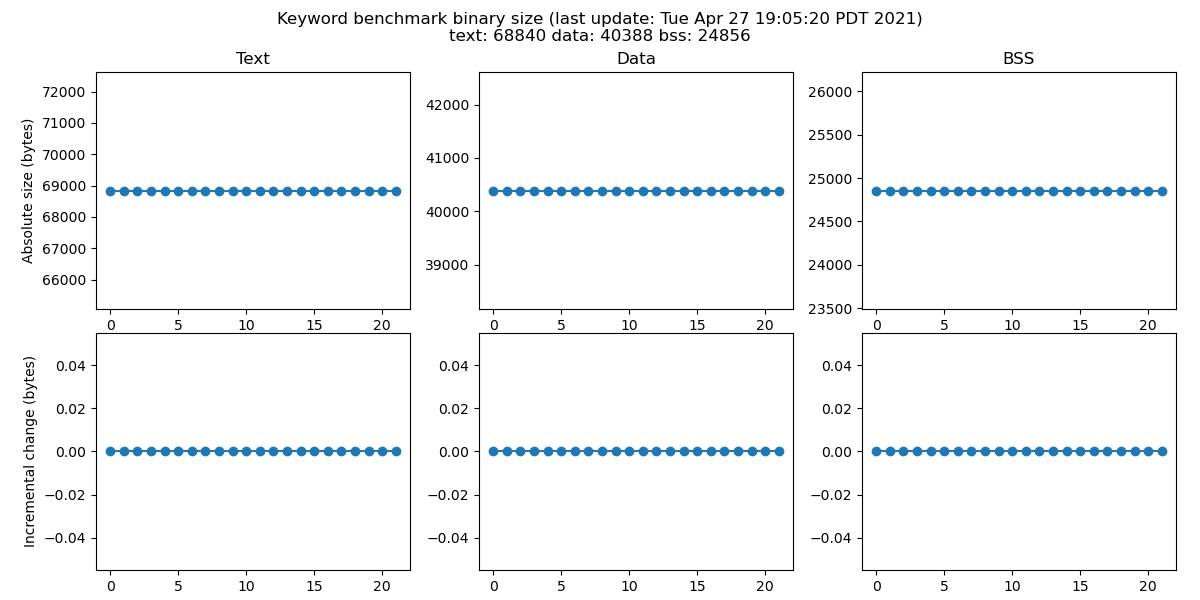 Keyword benchmark binary size (last update: Tue Apr 27 19:05:20 PDT 2021)
text: 68840 data: 40388 bss: 24856
Text
Data
BSS
Absolute size (bytes)
72000
71000
70000
69000
68000
67000
66000
0 5 10 15 20
42000
41000
40000
39000
0 5 10 15 20
26000
25500
25000
24500
24000
23500
0 5 10 15 20
Incremental change (bytes)
0.04
0.02
0.00
−0.02
−0.04
0 5 10 15 20
0.04
0.02
0.00
−0.02
−0.04
0 5 10 15 20
0.04
0.02
0.00
−0.02
−0.04
0 5 10 15 20